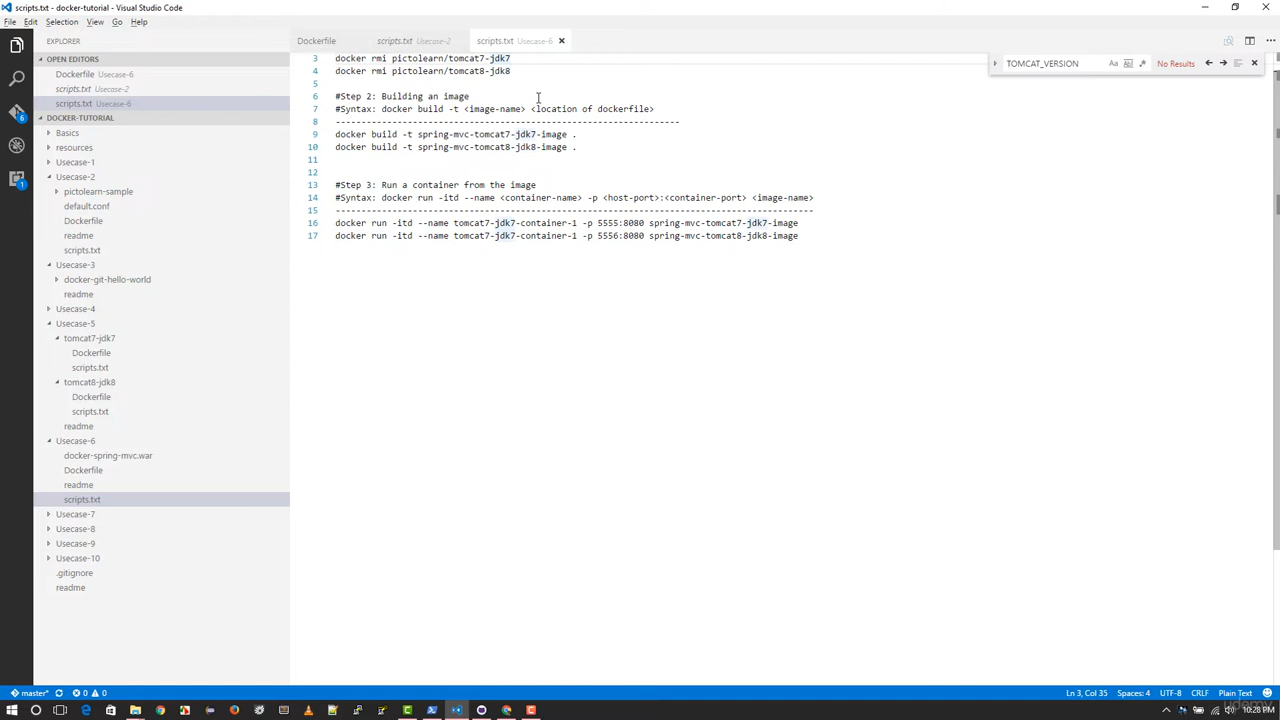 scripts.txt - docker-tutorial - Visual Studio Code
File Edit Selection View Go Help
EXPLORER
Dockerfile
scripts.txt Usecase-2
scripts.txt Usecase-6
OPEN EDITORS
Dockerfile Usecase-6
scripts.txt Usecase-2
scripts.txt Usecase-6
DOCKER-TUTORIAL
Basics
resources
Usecase-1
Usecase-2
pictolearn-sample
default.conf
Dockerfile
readme
scripts.txt
Usecase-3
docker-git-hello-world
readme
Usecase-4
Usecase-5
tomcat7-jdk7
Dockerfile
scripts.txt
tomcat8-jdk8
Dockerfile
scripts.txt
readme
Usecase-6
docker-spring-mvc.war
Dockerfile
readme
scripts.txt
Usecase-7
Usecase-8
Usecase-9
Usecase-10
.gitignore
readme
6
1
TOMCAT_VERSION Aa Ab| .* No Results
3 docker rmi pictolearn/tomcat7-jdk7
4 docker rmi pictolearn/tomcat8-jdk8
5
6 #Step 2: Building an image
7 #Syntax: docker build -t <image-name> <location of dockerfile>
8 --------------------------------------------------------------------
9 docker build -t spring-mvc-tomcat7-jdk7-image .
10 docker build -t spring-mvc-tomcat8-jdk8-image .
11
12
13 #Step 3: Run a container from the image
14 #Syntax: docker run -itd --name <container-name> -p <host-port>:<container-port> <image-name>
15 ----------------------------------------------------------------------------------------------
16 docker run -itd --name tomcat7-jdk7-container-1 -p 5555:8080 spring-mvc-tomcat7-jdk7-image
17 docker run -itd --name tomcat7-jdk7-container-1 -p 5556:8080 spring-mvc-tomcat8-jdk8-image
master* 0 0
Ln 3, Col 35 Spaces: 4 UTF-8 CRLF Plain Text
10:28 PM
udemy